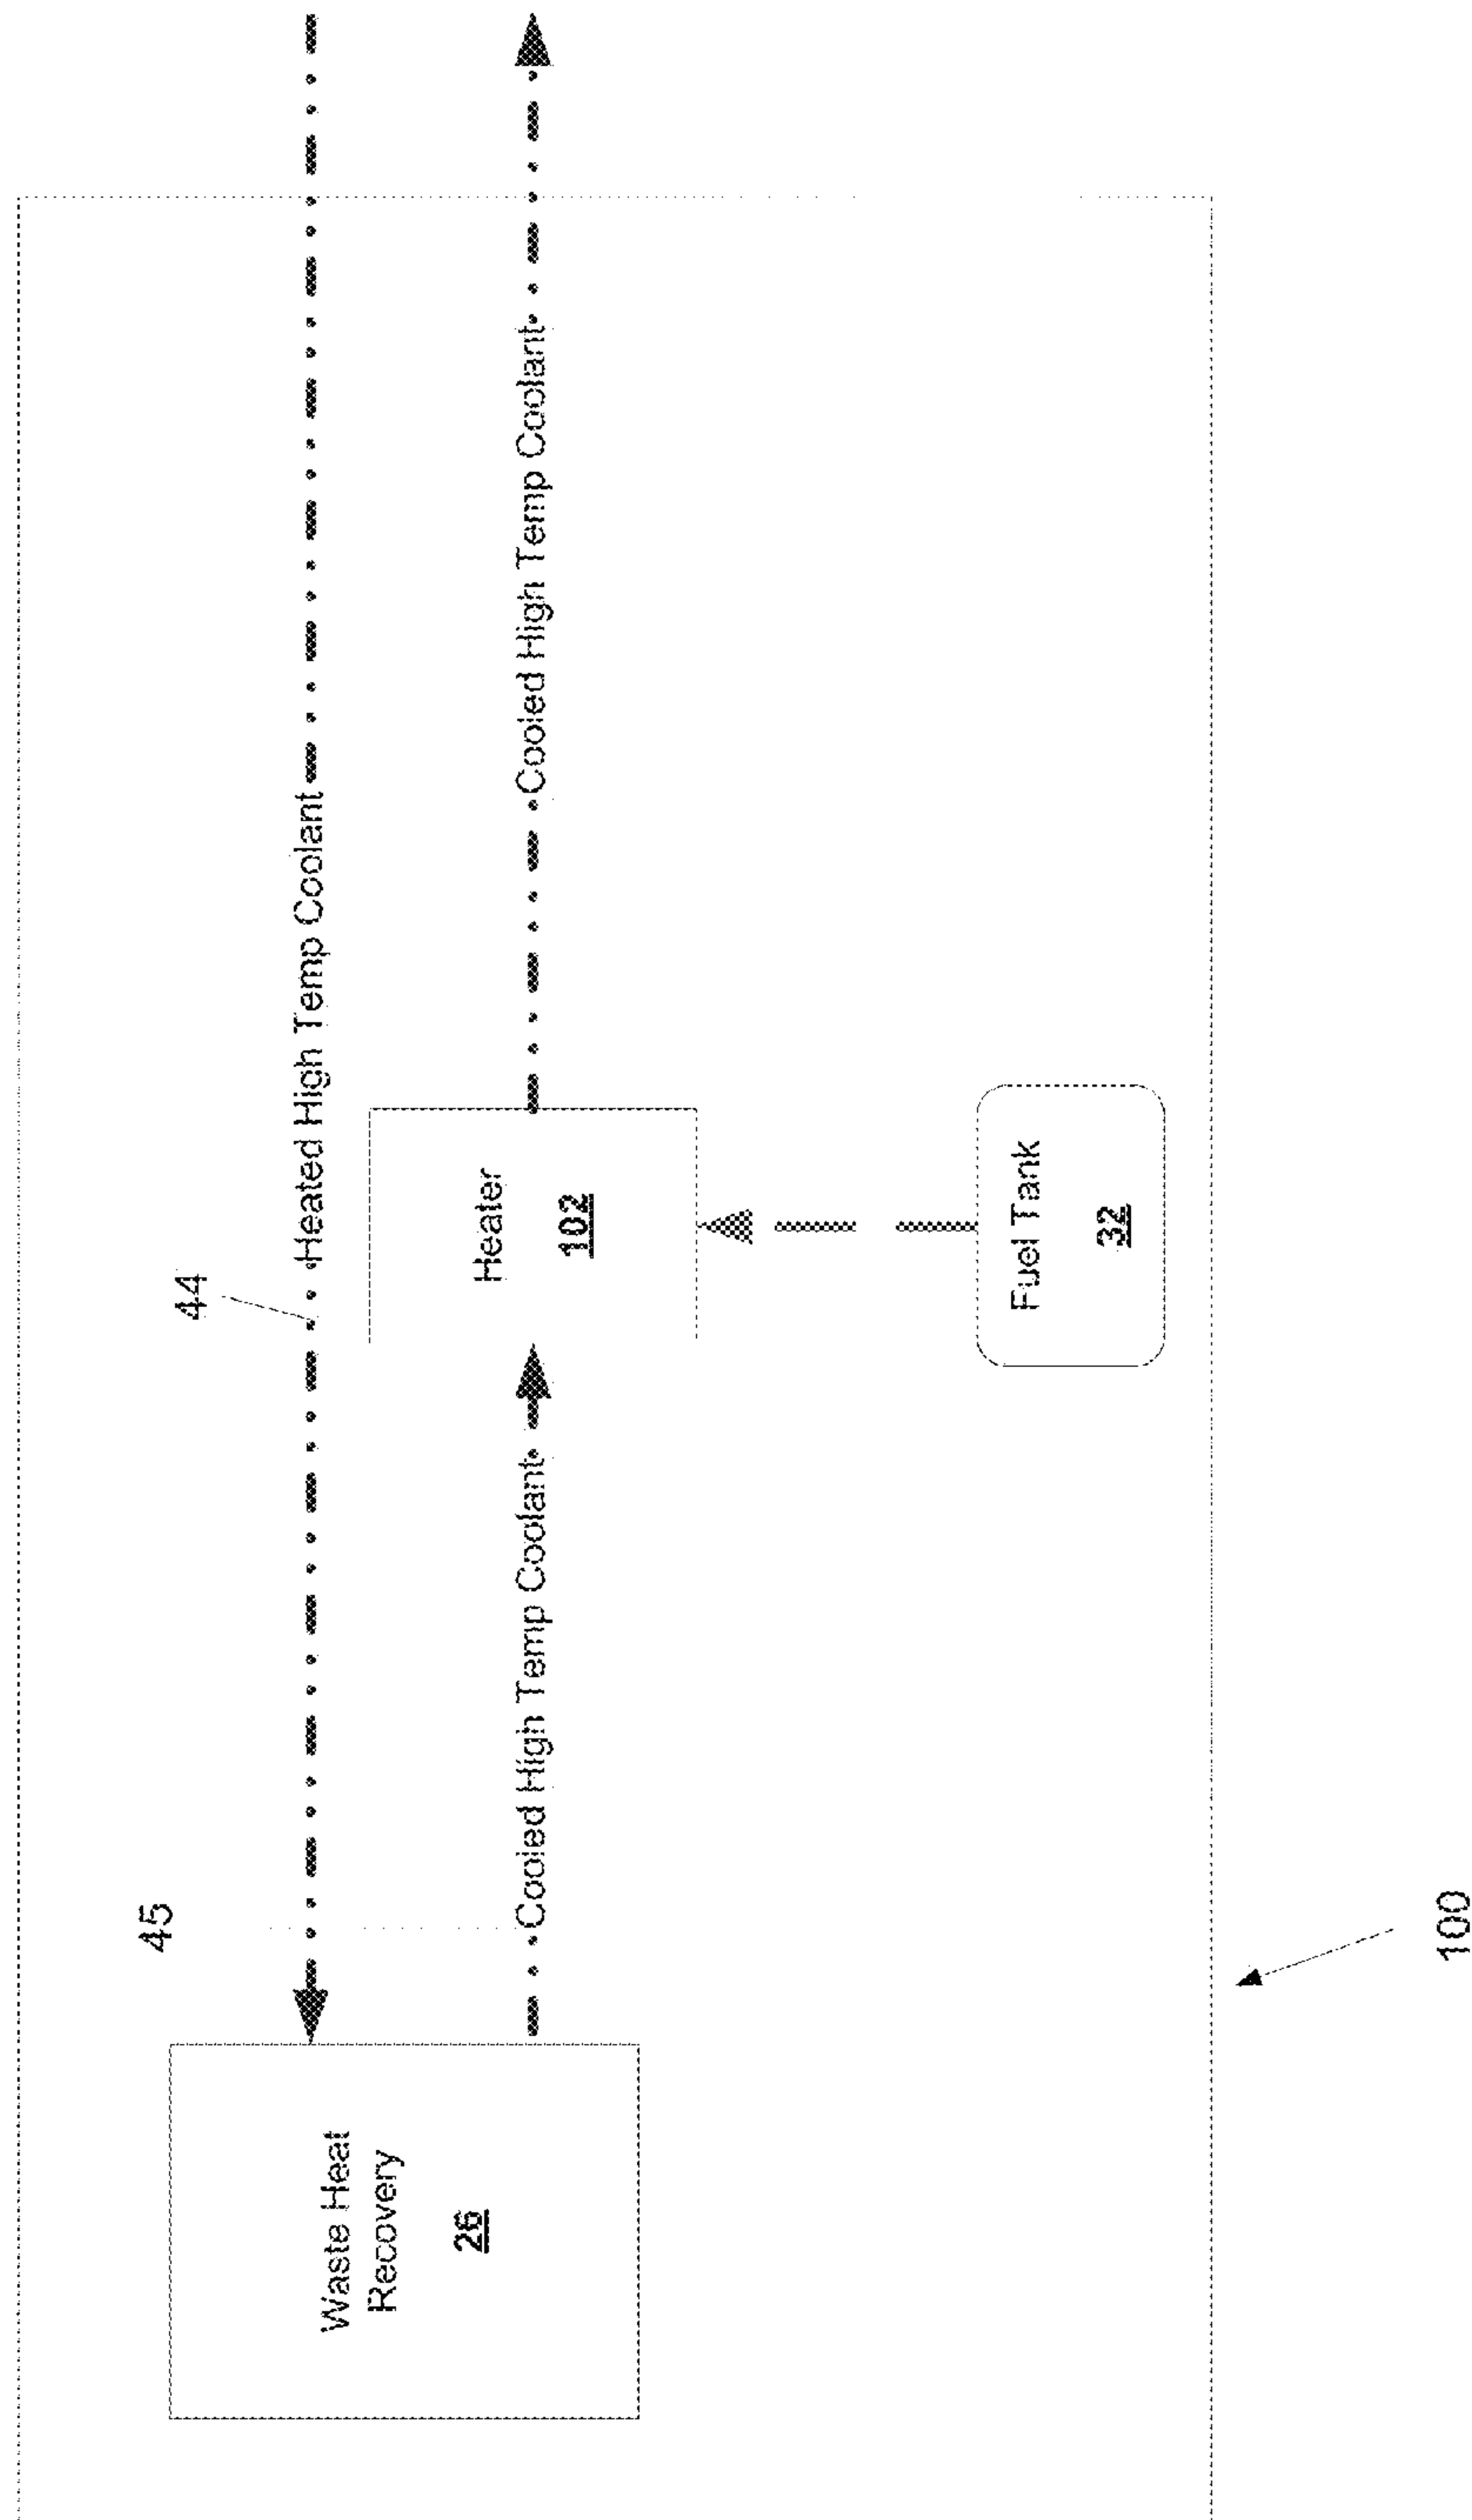 45
44
Heated High Temp Coolant
Waste Heat
Recovery
26
Cooled High Temp Coolant
Heater
102
Cooled High Temp Coolant
Fuel Tank
32
100